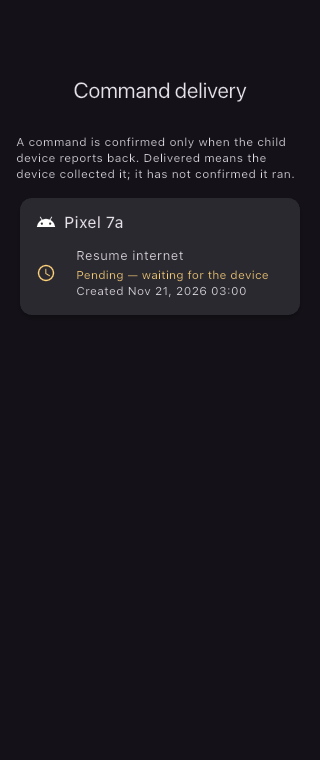 Command delivery
A command is confirmed only when the child
device reports back. Delivered means the
device collected it; it has not confirmed it ran.
Pixel 7a
Resume internet
Pending — waiting for the device
Created Nov 21, 2026 03:00